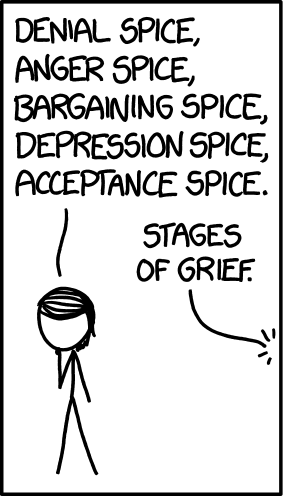 DENIAL SPICE,
ANGER SPICE,
BARGAINING SPICE,
DEPRESSION SPICE,
ACCEPTANCE SPICE.
STAGES
OF GRIEF.